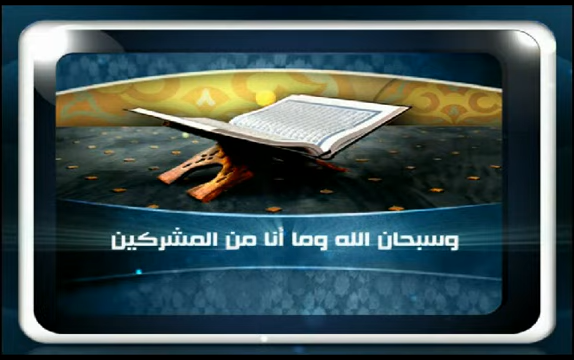 وسبحان الله وما أنا من المشركين